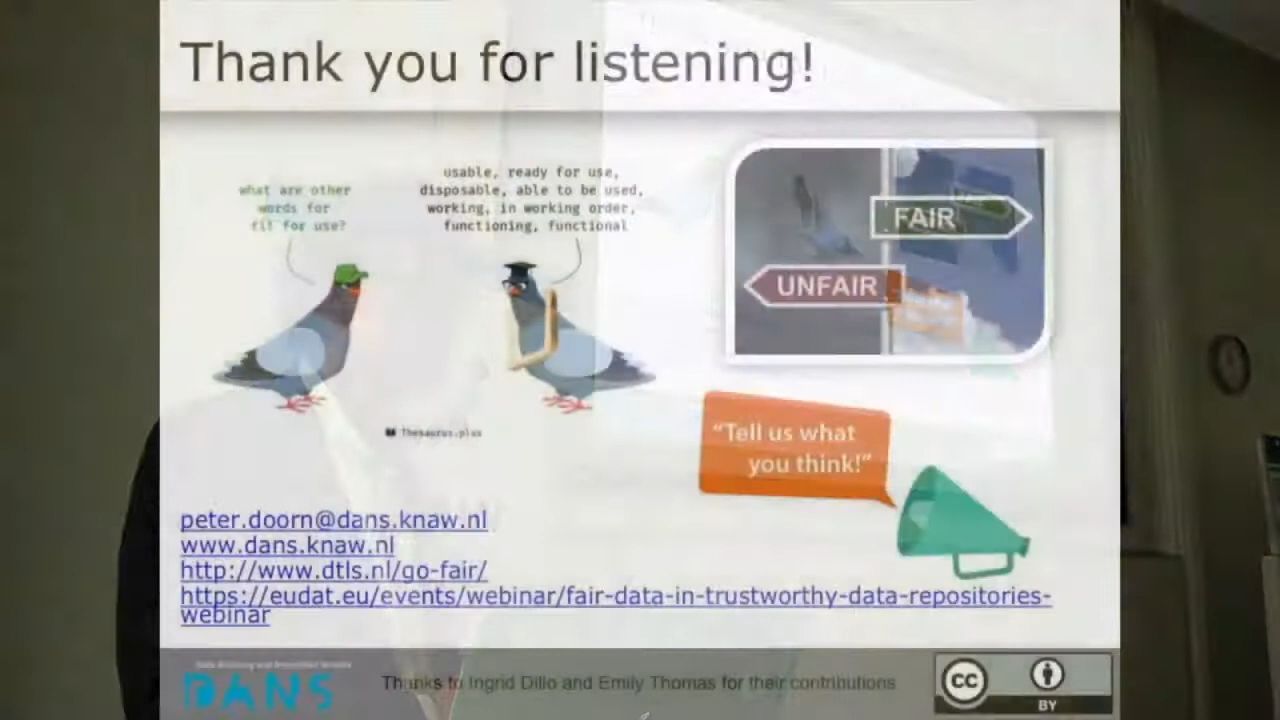 Thank you for listening!
what are other
words for
fit for use?
usable, ready for use,
disposable, able to be used,
working, in working order,
functioning, functional
FAIR
UNFAIR
Thesaurus.plus
“Tell us what
you think!”
peter.doorn@dans.knaw.nl
www.dans.knaw.nl
http://www.dtls.nl/go-fair/
https://eudat.eu/events/webinar/fair-data-in-trustworthy-data-repositories-
webinar
DANS
Thanks to Ingrid Dillo and Emily Thomas for their contributions
CC
BY